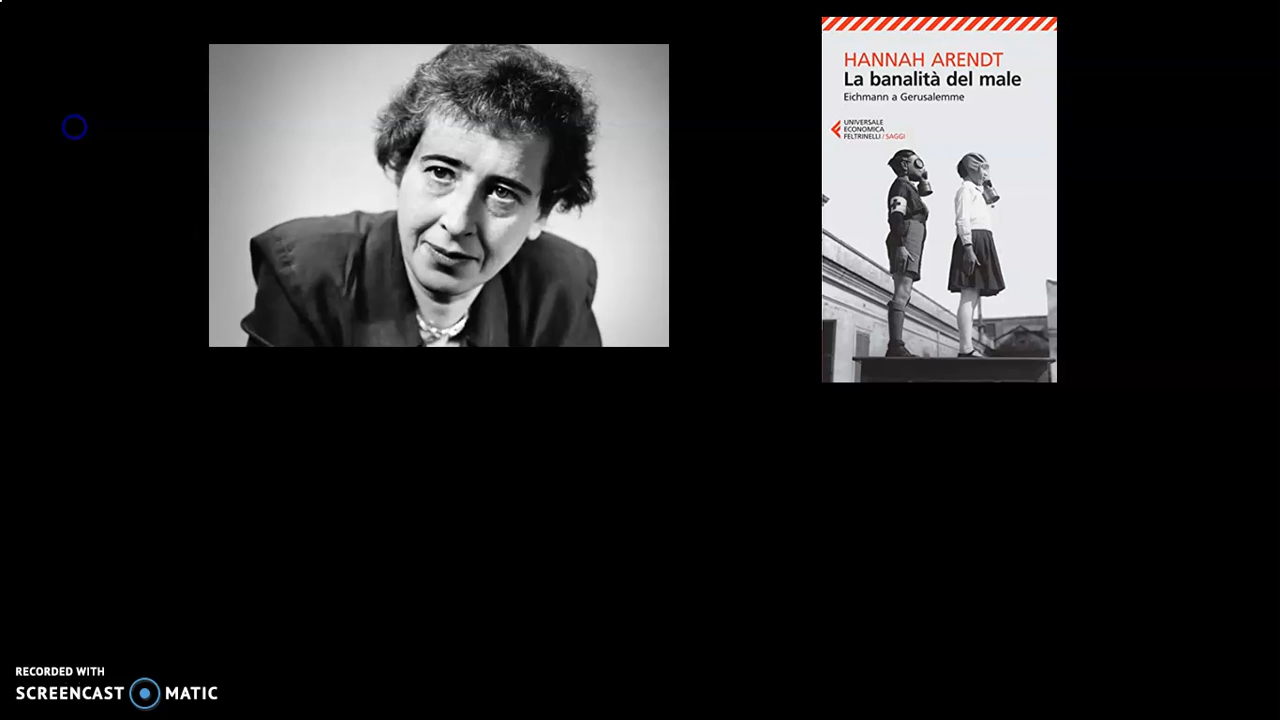 HANNAH ARENDT
La banalità del male
Eichmann a Gerusalemme
UNIVERSALE
ECONOMICA
FELTRINELLI / SAGGI
RECORDED WITH
SCREENCAST MATIC